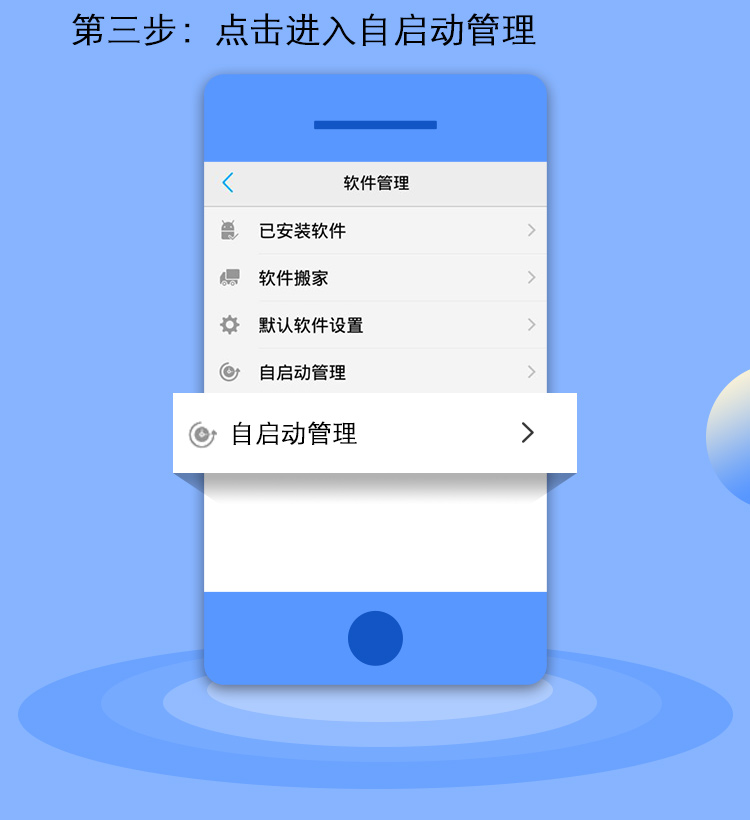 第三步：点击进入自启动管理
软件管理
已安装软件
软件搬家
默认软件设置
自启动管理
自启动管理